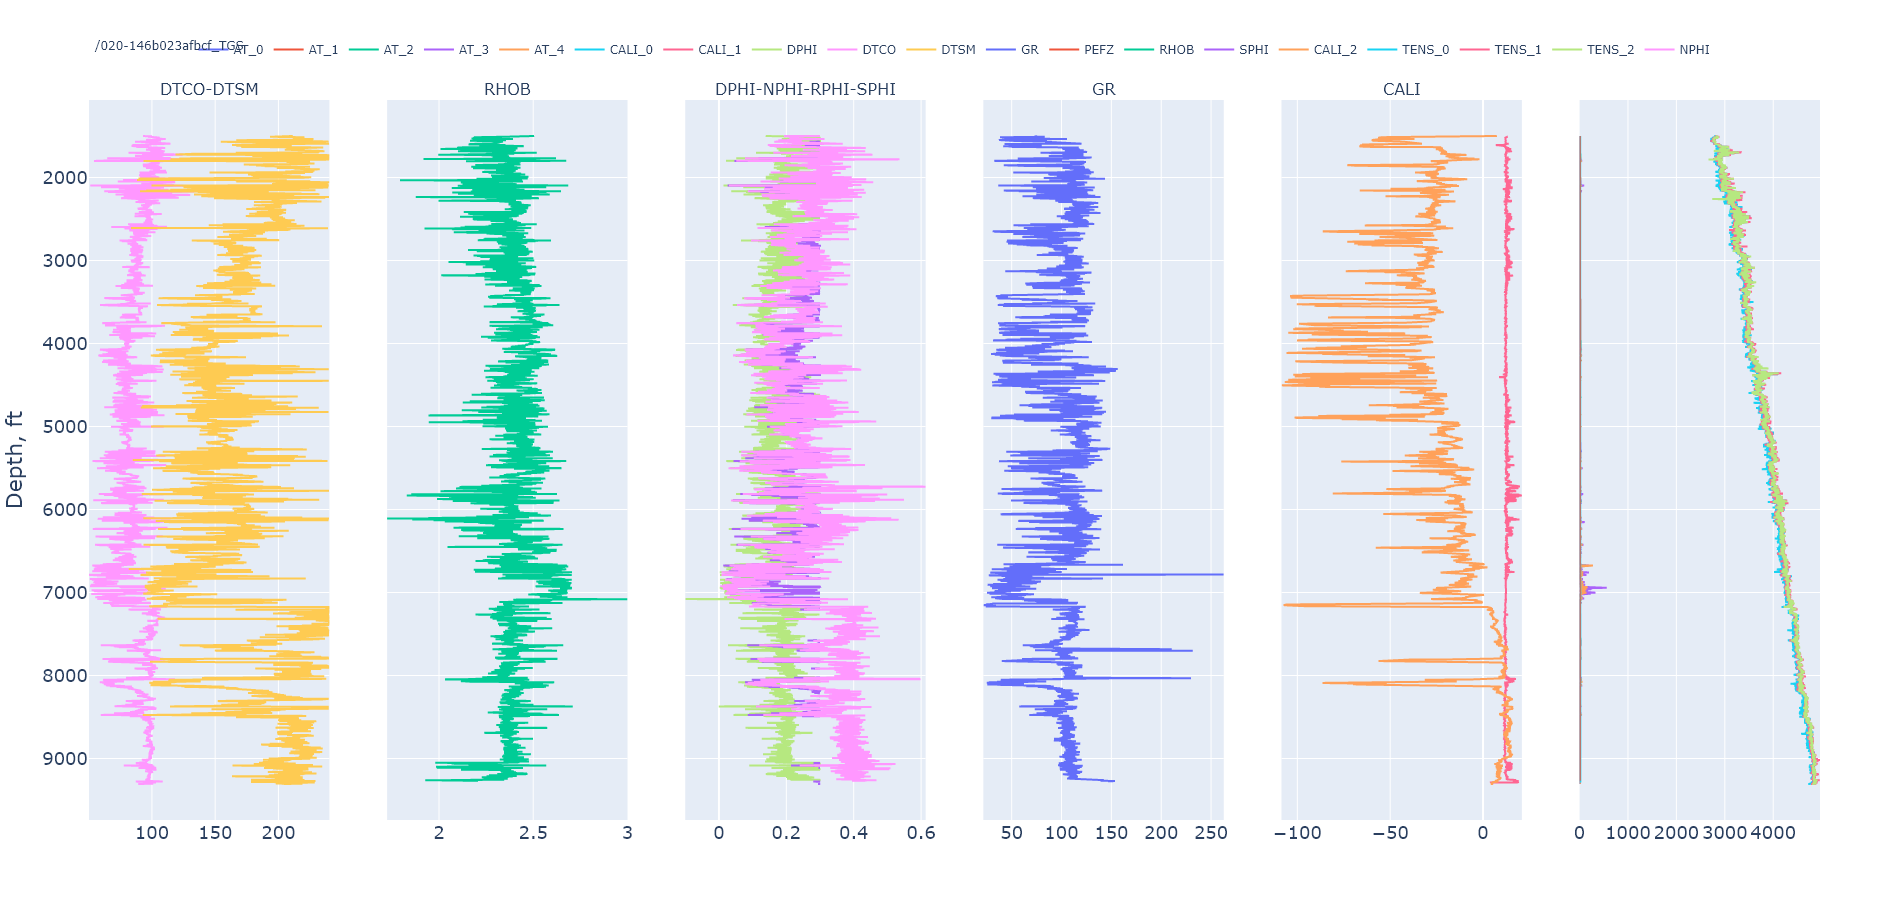 /020-146b023afbcf_TGS AT_0 AT_1 AT_2 AT_3 AT_4 CALI_0 CALI_1 DPHI DTCO DTSM GR PEFZ RHOB SPHI CALI_2 TENS_0 TENS_1 TENS_2 NPHI
DTCO-DTSM RHOB DPHI-NPHI-RPHI-SPHI GR CALI
Depth, ft
2000
3000
4000
5000
6000
7000
8000
9000
100 150 200 2 2.5 3 0 0.2 0.4 0.6 50 100 150 200 250 −100 −50 0 0 1000 2000 3000 4000